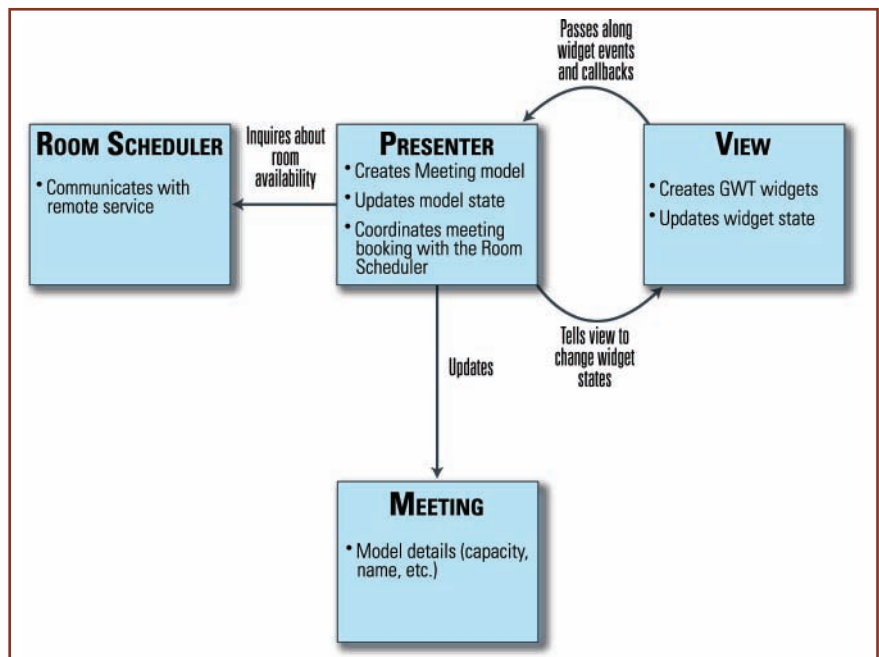 Passes along
widget events
and callbacks
ROOM SCHEDULER
• Communicates with
remote service
Inquires about
room
availability
PRESENTER
• Creates Meeting model
• Updates model state
• Coordinates meeting
booking with the Room
Scheduler
VIEW
• Creates GWT widgets
• Updates widget state
Tells view to
change widget
states
Updates
MEETING
• Model details (capacity,
name, etc.)